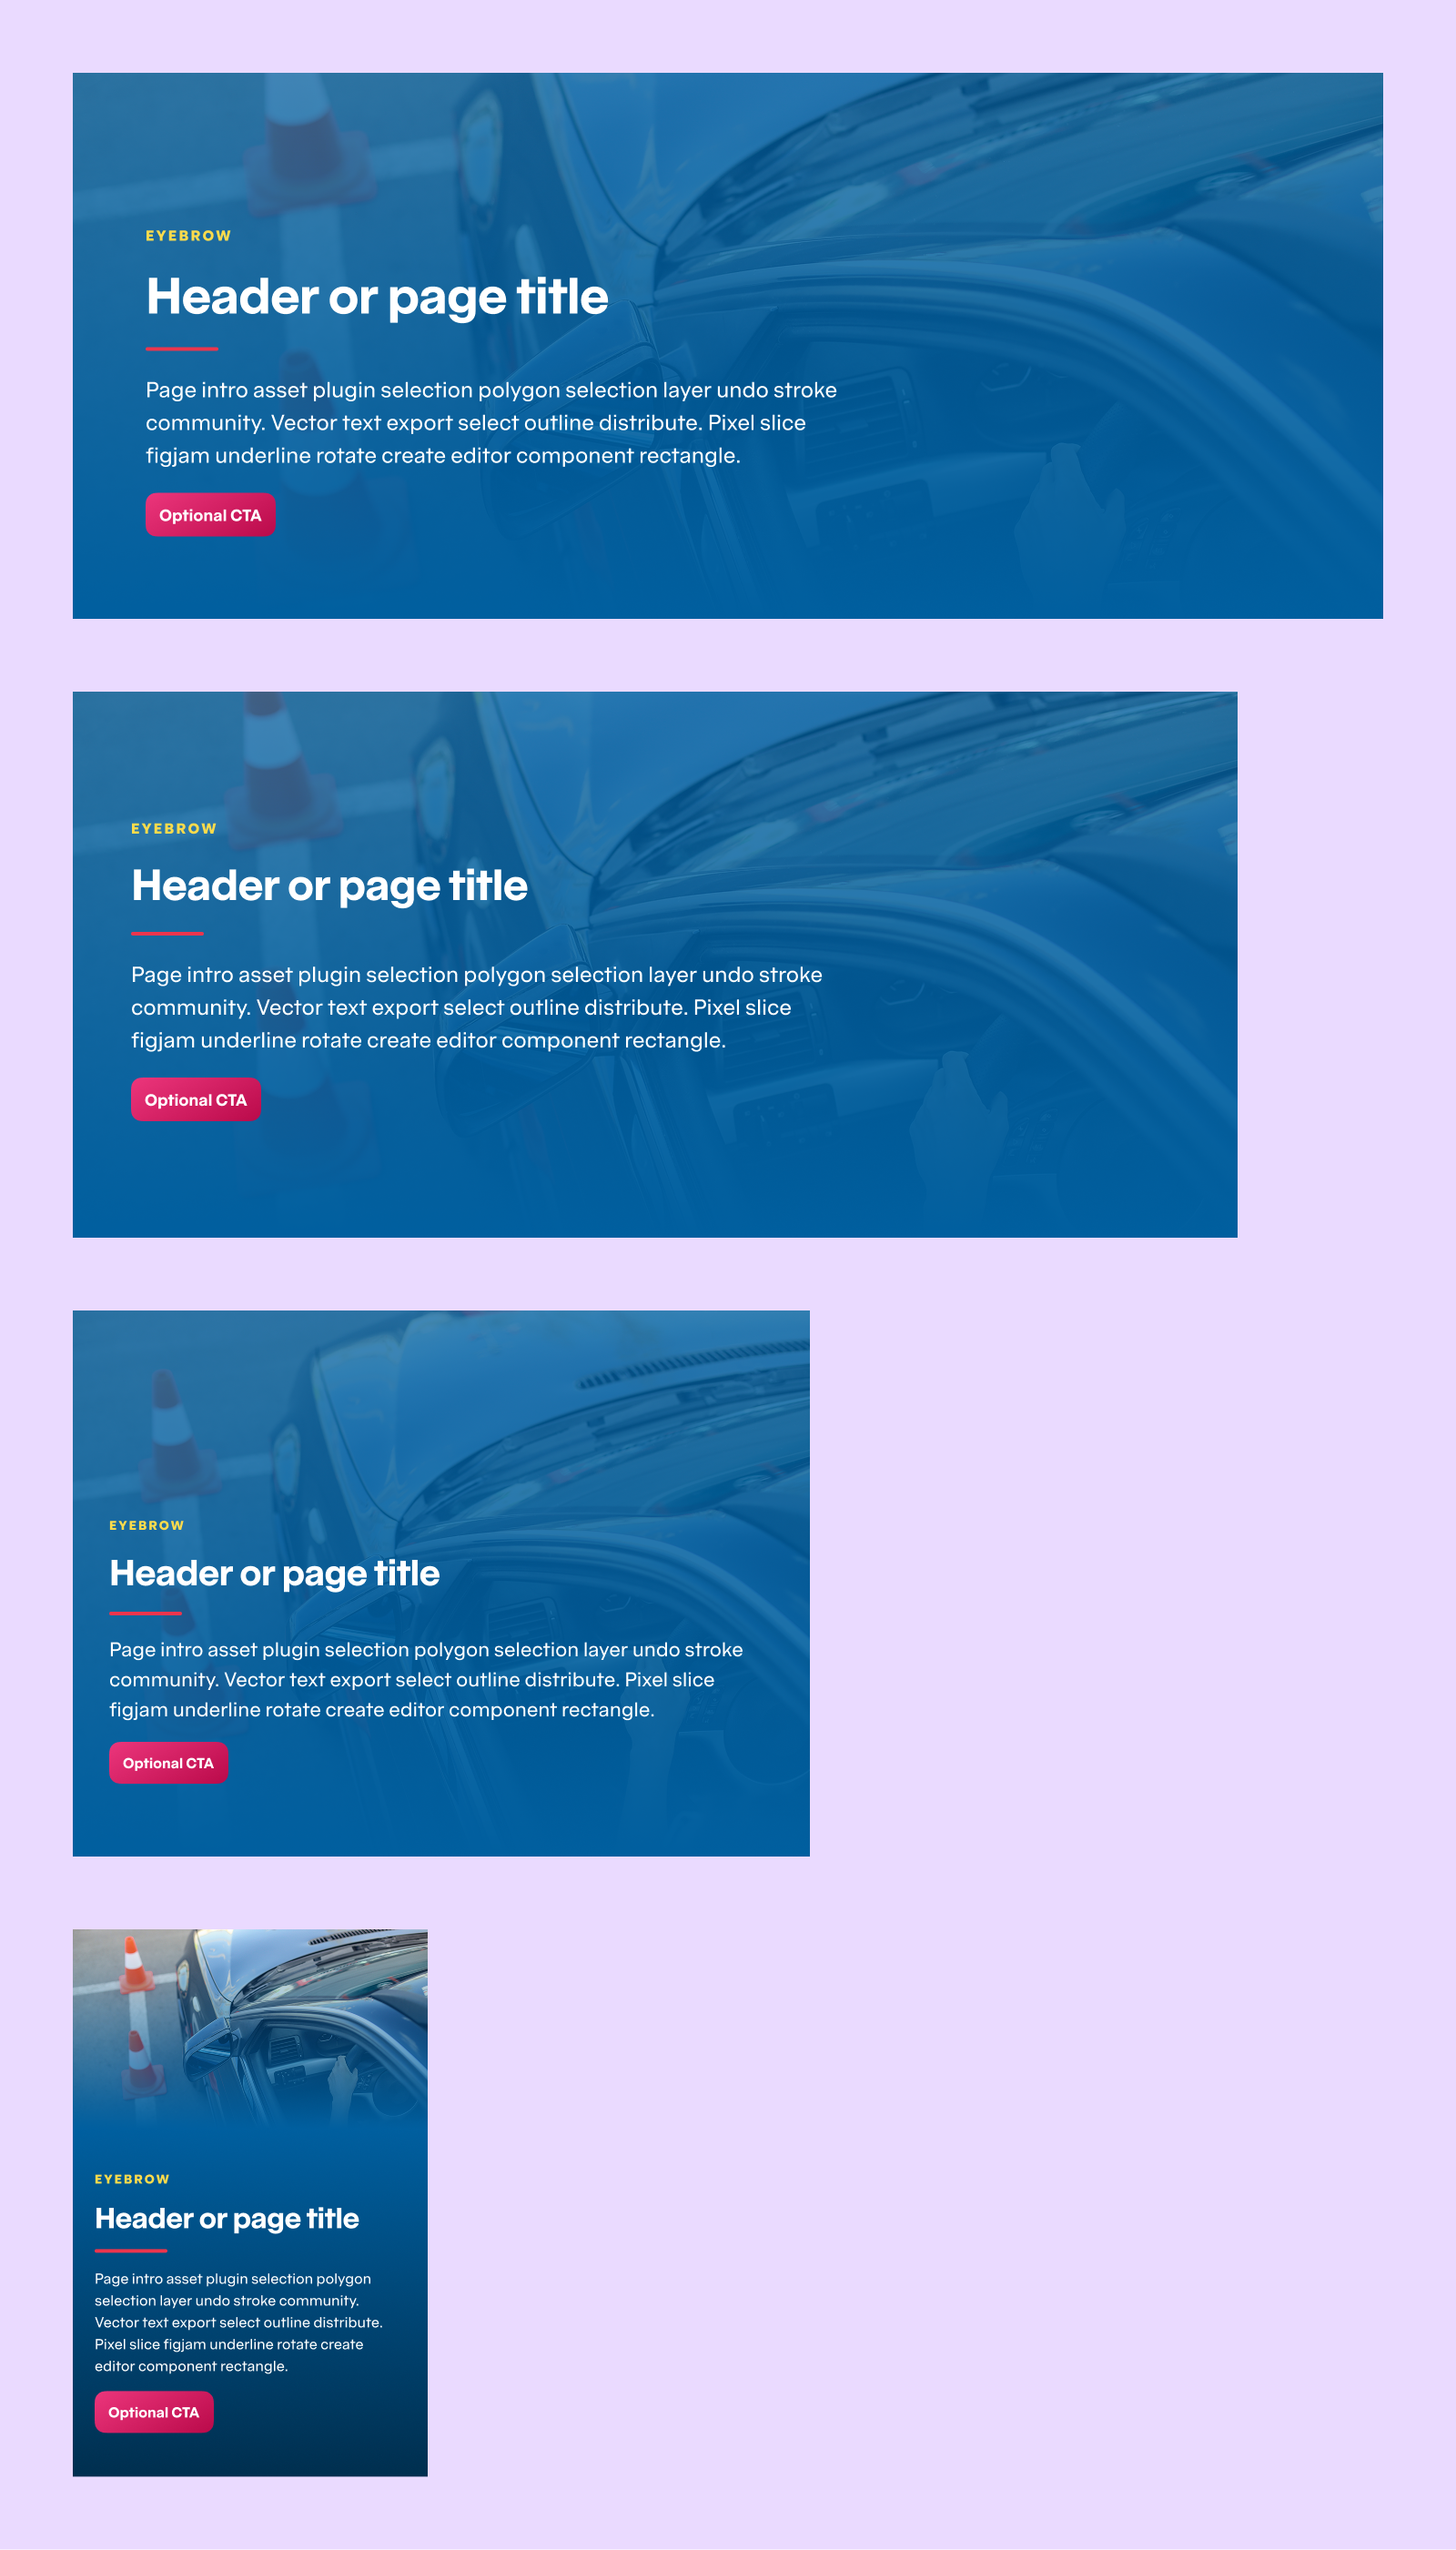 EYEBROW
Header or page title
Page intro asset plugin selection polygon selection layer undo stroke
community. Vector text export select outline distribute. Pixel slice
figjam underline rotate create editor component rectangle.
Optional CTA
EYEBROW
Header or page title
Page intro asset plugin selection polygon selection layer undo stroke
community. Vector text export select outline distribute. Pixel slice
figjam underline rotate create editor component rectangle.
Optional CTA
EYEBROW
Header or page title
Page intro asset plugin selection polygon selection layer undo stroke
community. Vector text export select outline distribute. Pixel slice
figjam underline rotate create editor component rectangle.
Optional CTA
EYEBROW
Header or page title
Page intro asset plugin selection polygon
selection layer undo stroke community.
Vector text export select outline distribute.
Pixel slice figjam underline rotate create
editor component rectangle.
Optional CTA